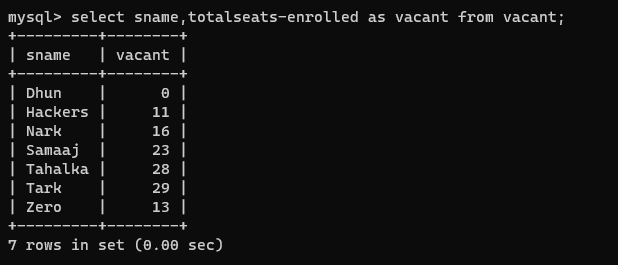 mysql> select sname,totalseats-enrolled as vacant from vacant;
+---------+--------+
| sname   | vacant |
+---------+--------+
| Dhun    |      0 |
| Hackers |     11 |
| Nark    |     16 |
| Samaaj  |     23 |
| Tahalka |     28 |
| Tark    |     29 |
| Zero    |     13 |
+---------+--------+
7 rows in set (0.00 sec)